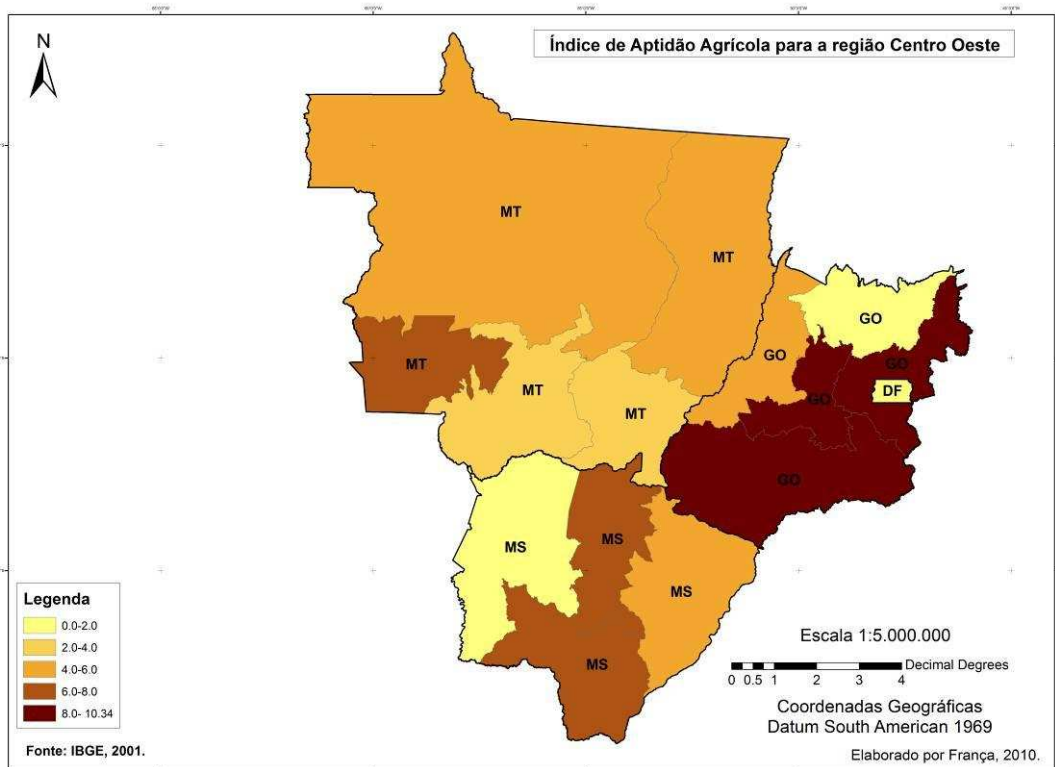 Índice de Aptidão Agrícola para a região Centro Oeste
N
MT
MT
GO
GO
GO
MT
DF
MT
GO
MT
GO
MS
MS
MS
MS
Legenda
0.0-2.0
2.0-4.0
4.0-6.0
6.0-8.0
8.0- 10.34
Escala 1:5.000.000
Decimal Degrees
0 0.5 1 2 3 4
Coordenadas Geográficas
Datum South American 1969
Fonte: IBGE, 2001.
Elaborado por França, 2010.